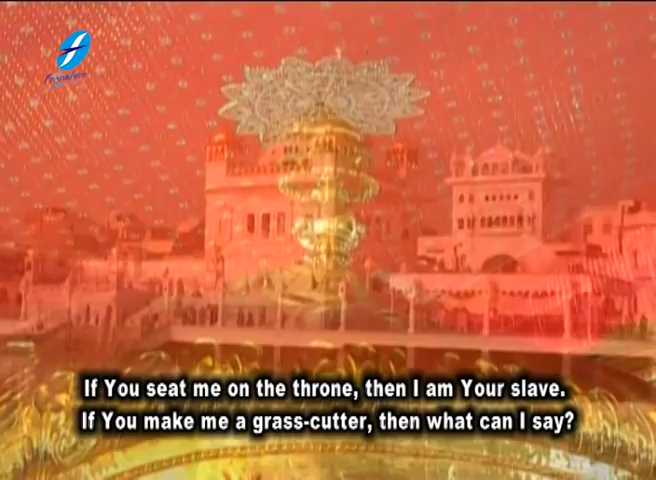 Frankfinn
If You seat me on the throne, then I am Your slave.
If You make me a grass-cutter, then what can I say?